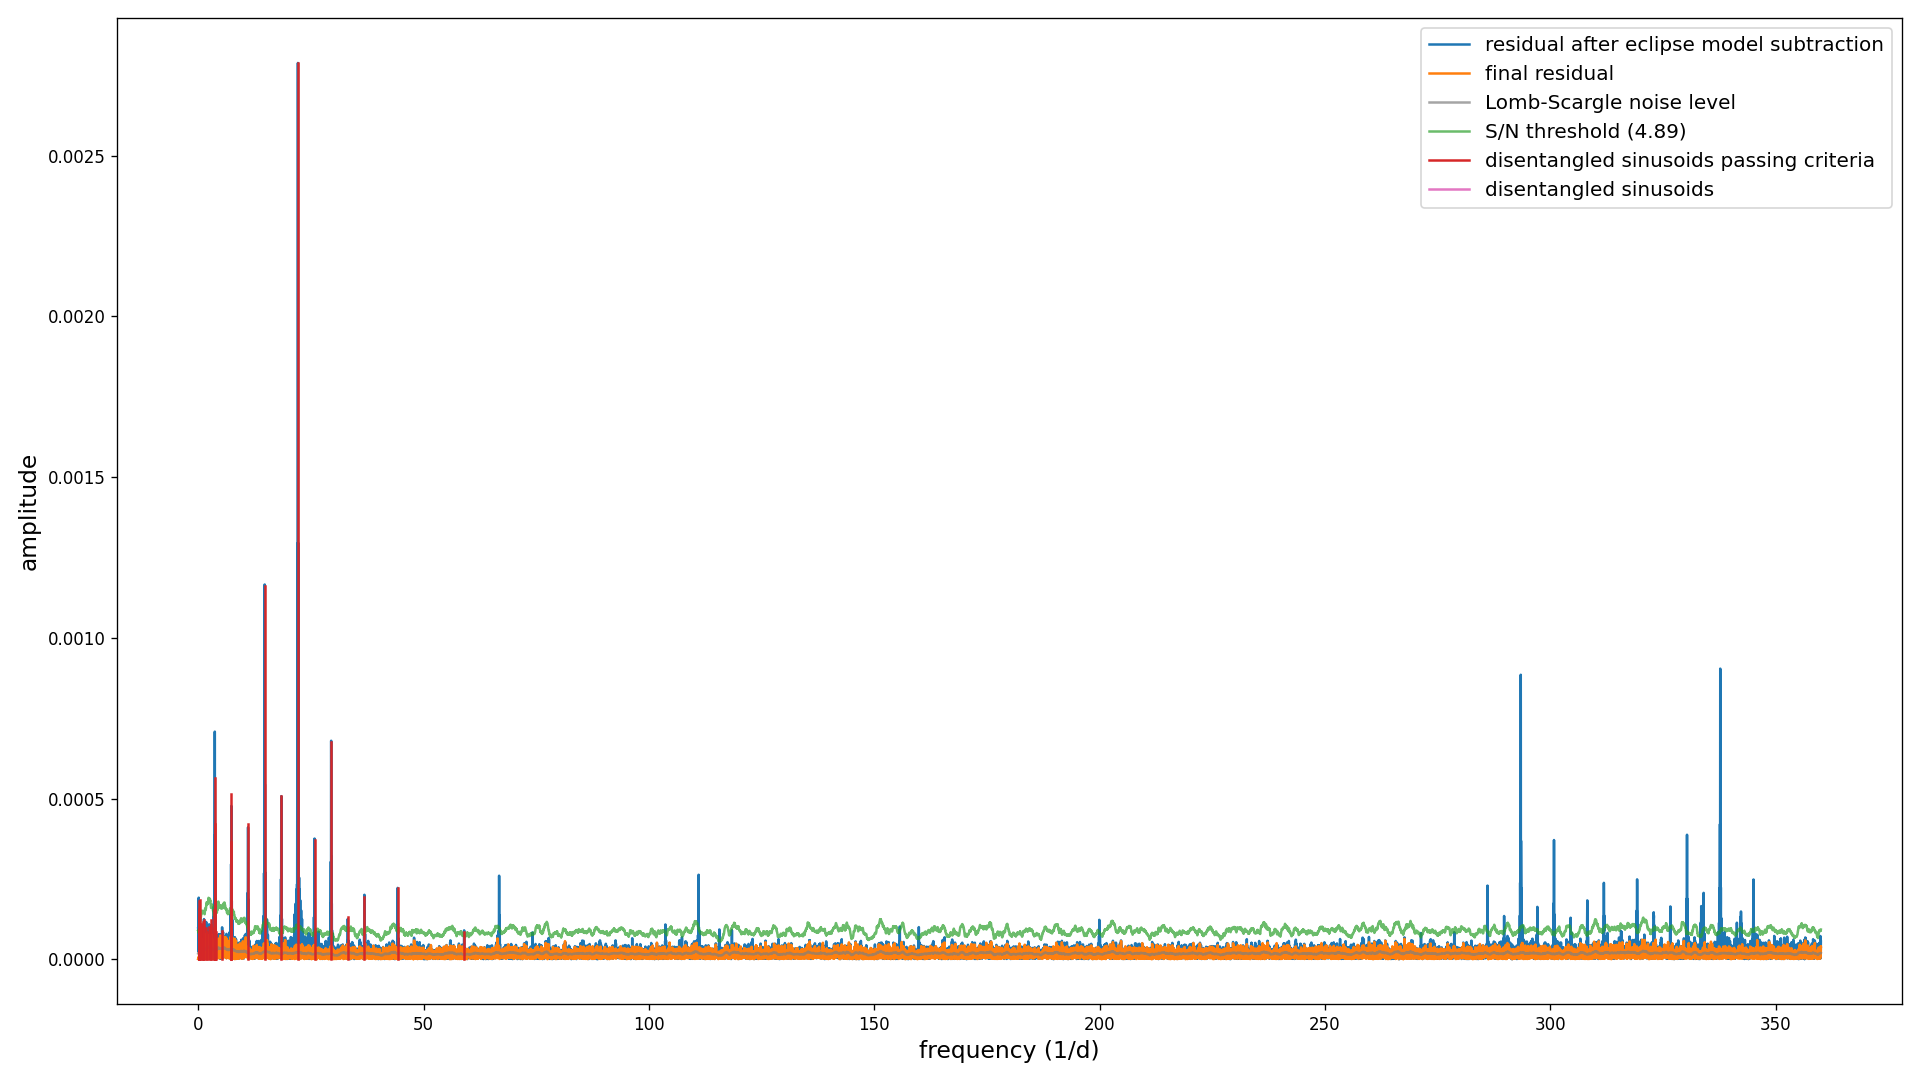 residual after eclipse model subtraction
final residual
Lomb-Scargle noise level
S/N threshold (4.89)
disentangled sinusoids passing criteria
disentangled sinusoids
amplitude
0.0025
0.0020
0.0015
0.0010
0.0005
0.0000
0 50 100 150 200 250 300 350
frequency (1/d)